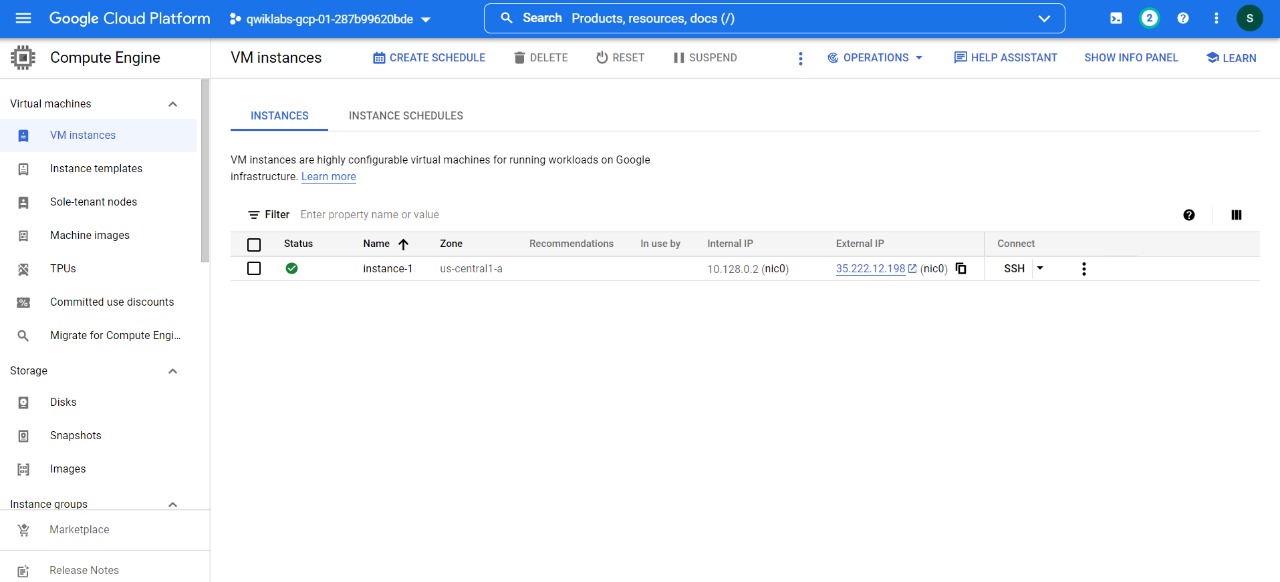 Google Cloud Platform qwiklabs-gcp-01-287b99620bde Search Products, resources, docs (/) 2 S
Compute Engine VM instances CREATE SCHEDULE DELETE RESET SUSPEND OPERATIONS HELP ASSISTANT SHOW INFO PANEL LEARN
Virtual machines
VM instances
Instance templates
Sole-tenant nodes
Machine images
TPUs
Committed use discounts
Migrate for Compute Engi...
Storage
Disks
Snapshots
Images
Instance groups
Marketplace
Release Notes
INSTANCES INSTANCE SCHEDULES
VM instances are highly configurable virtual machines for running workloads on Google
infrastructure. Learn more
Filter Enter property name or value
Status Name Zone Recommendations In use by Internal IP External IP Connect
instance-1 us-central1-a 10.128.0.2 (nic0) 35.222.12.198 (nic0) SSH